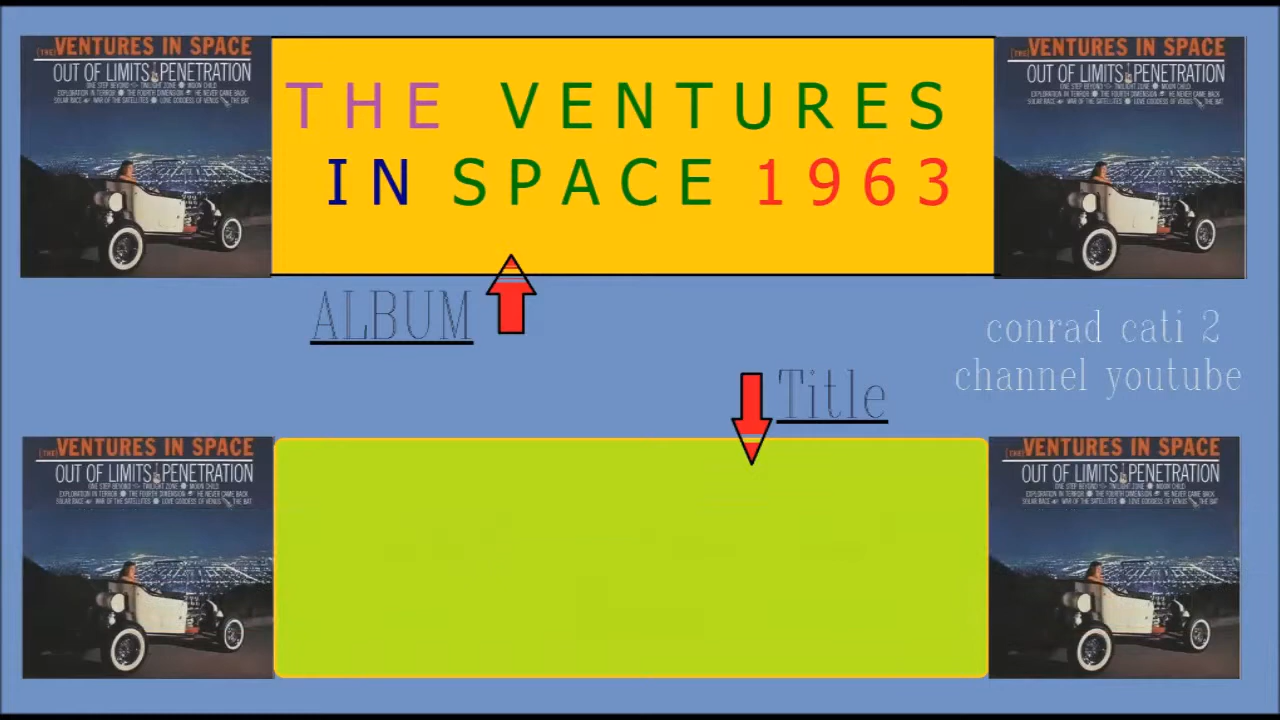 (THE) VENTURES IN SPACE
OUT OF LIMITS PENETRATION
ONE STEP BEYOND TWILIGHT ZONE MOON CHILD
EXPLORATION IN TERROR THE FOURTH DIMENSION HE NEVER CAME BACK
SOLAR RACE WAR OF THE SATELLITES LOVE GODDESS OF VENUS THE BAT
THE VENTURES
IN SPACE 1963
(THE) VENTURES IN SPACE
OUT OF LIMITS PENETRATION
ONE STEP BEYOND TWILIGHT ZONE MOON CHILD
EXPLORATION IN TERROR THE FOURTH DIMENSION HE NEVER CAME BACK
SOLAR RACE WAR OF THE SATELLITES LOVE GODDESS OF VENUS THE BAT
ALBUM
conrad cati 2
channel youtube
Title
(THE) VENTURES IN SPACE
OUT OF LIMITS PENETRATION
ONE STEP BEYOND TWILIGHT ZONE MOON CHILD
EXPLORATION IN TERROR THE FOURTH DIMENSION HE NEVER CAME BACK
SOLAR RACE WAR OF THE SATELLITES LOVE GODDESS OF VENUS THE BAT
(THE) VENTURES IN SPACE
OUT OF LIMITS PENETRATION
ONE STEP BEYOND TWILIGHT ZONE MOON CHILD
EXPLORATION IN TERROR THE FOURTH DIMENSION HE NEVER CAME BACK
SOLAR RACE WAR OF THE SATELLITES LOVE GODDESS OF VENUS THE BAT